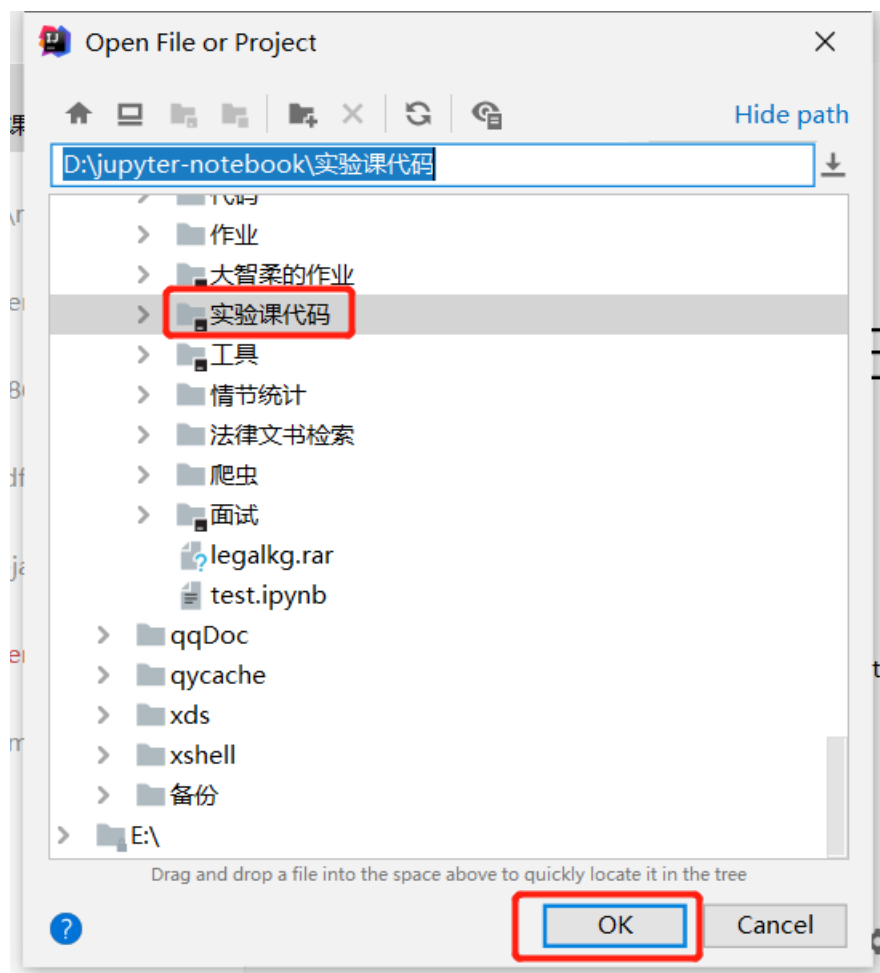 Open File or Project
Hide path
D:\jupyter-notebook\实验课代码
代码
作业
大智柔的作业
实验课代码
工具
情节统计
法律文书检索
爬虫
面试
legalkg.rar
test.ipynb
qqDoc
qycache
xds
xshell
备份
E:\
Drag and drop a file into the space above to quickly locate it in the tree
OK
Cancel